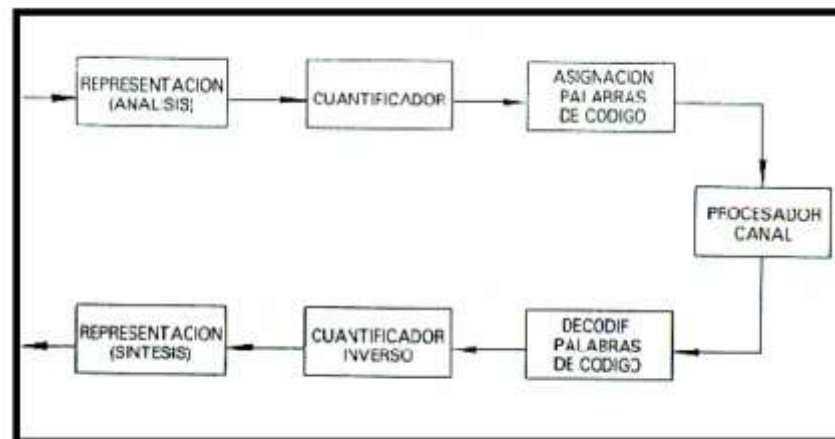 REPRESENTACION
(ANALISIS)
CUANTIFICADOR
ASIGNACION
PALABRAS
DE CODIGO
PROCESADOR
CANAL
DECODIF
PALABRAS
DE CODIGO
CUANTIFICADOR
INVERSO
REPRESENTACION
(SINTESIS)